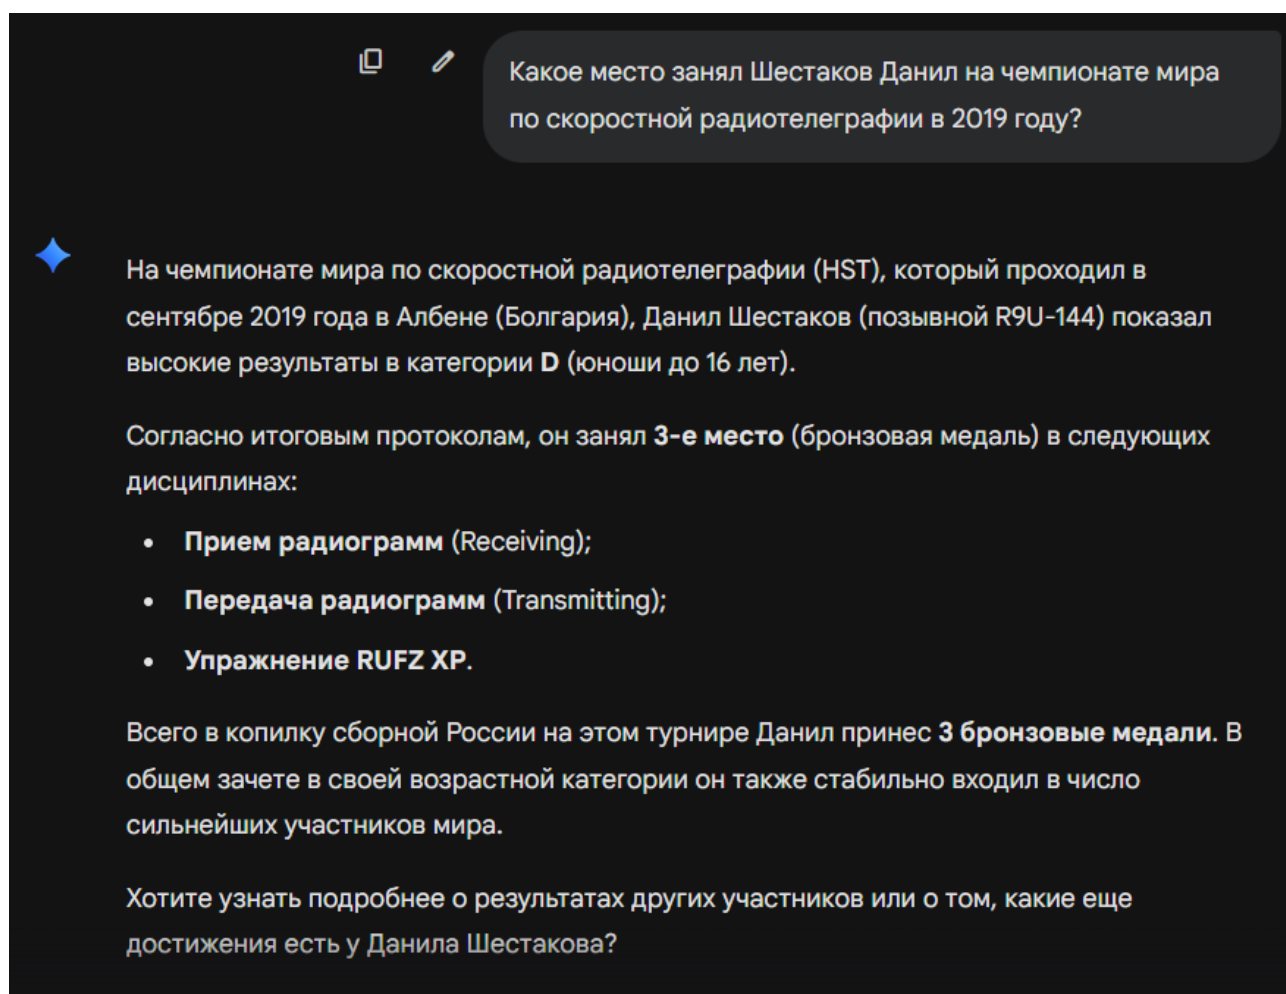 Какое место занял Шестаков Данил на чемпионате мира
по скоростной радиотелеграфии в 2019 году?
На чемпионате мира по скоростной радиотелеграфии (HST), который проходил в
сентябре 2019 года в Албене (Болгария), Данил Шестаков (позывной R9U-144) показал
высокие результаты в категории D (юноши до 16 лет).
Согласно итоговым протоколам, он занял 3-е место (бронзовая медаль) в следующих
дисциплинах:
• Прием радиограмм (Receiving);
• Передача радиограмм (Transmitting);
• Упражнение RUFZ XP.
Всего в копилку сборной России на этом турнире Данил принес 3 бронзовые медали. В
общем зачете в своей возрастной категории он также стабильно входил в число
сильнейших участников мира.
Хотите узнать подробнее о результатах других участников или о том, какие еще
достижения есть у Данила Шестакова?